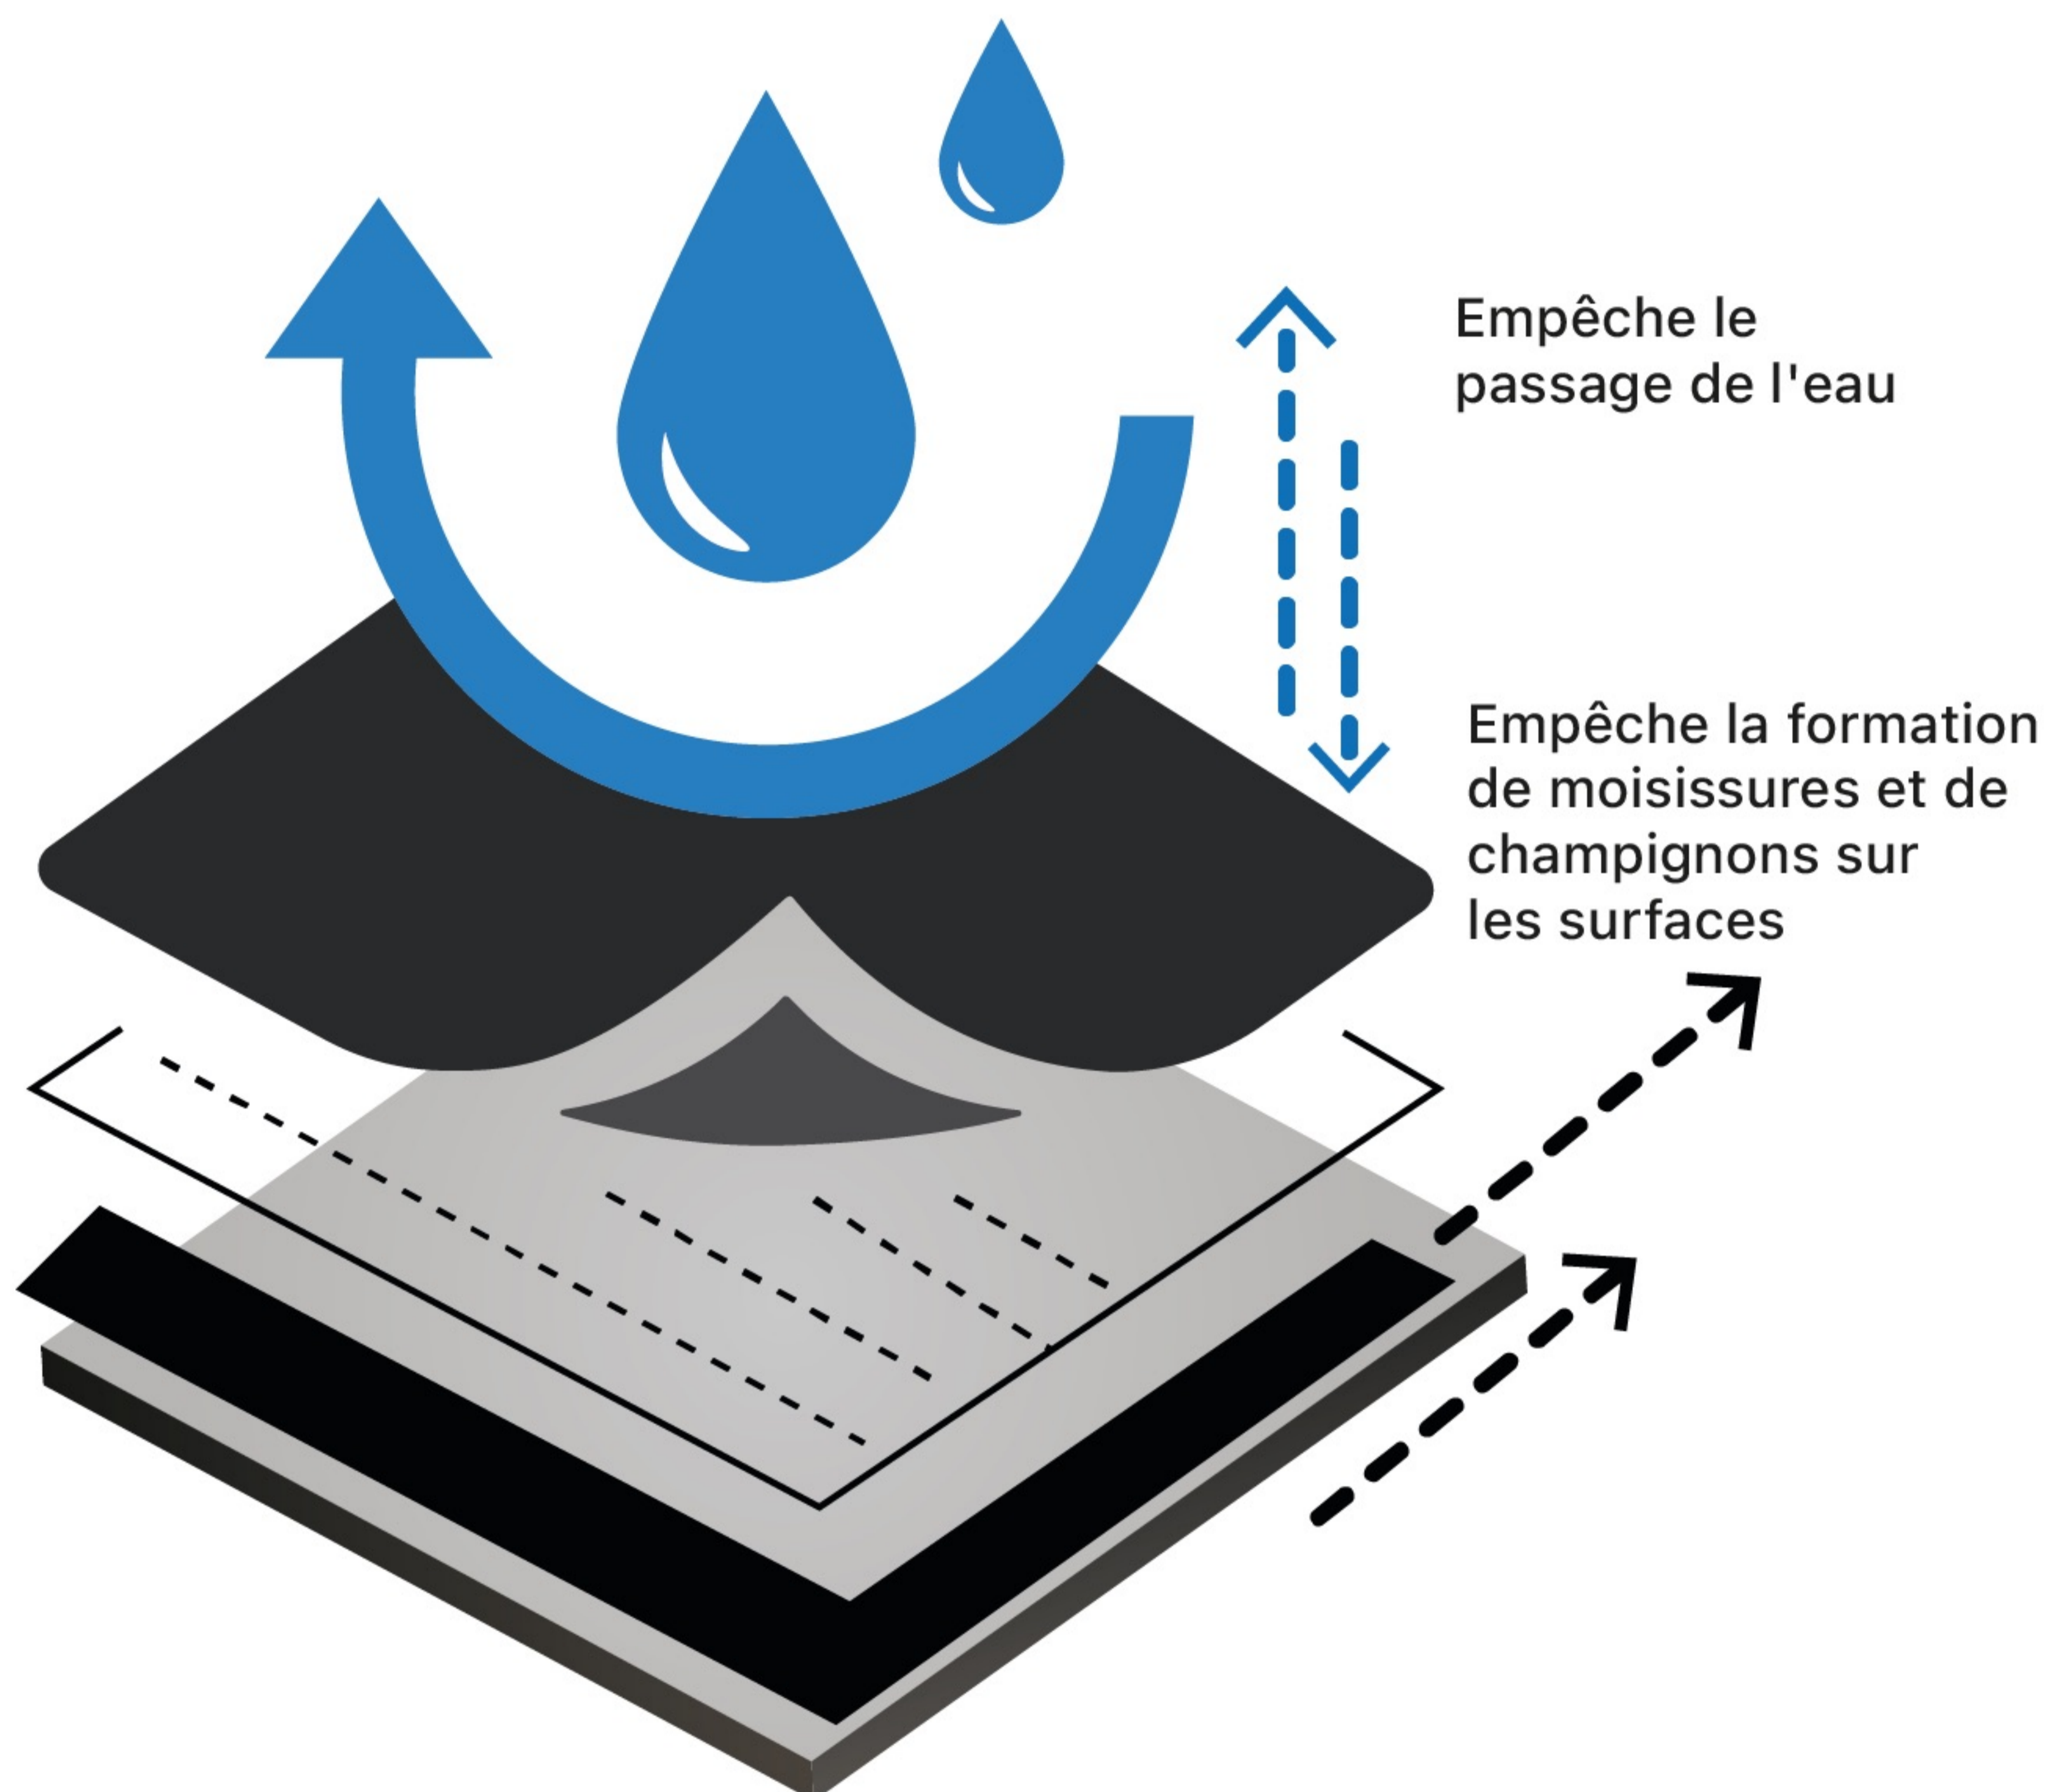 Empêche le
passage de l'eau
Empêche la formation
de moisissures et de
champignons sur
les surfaces